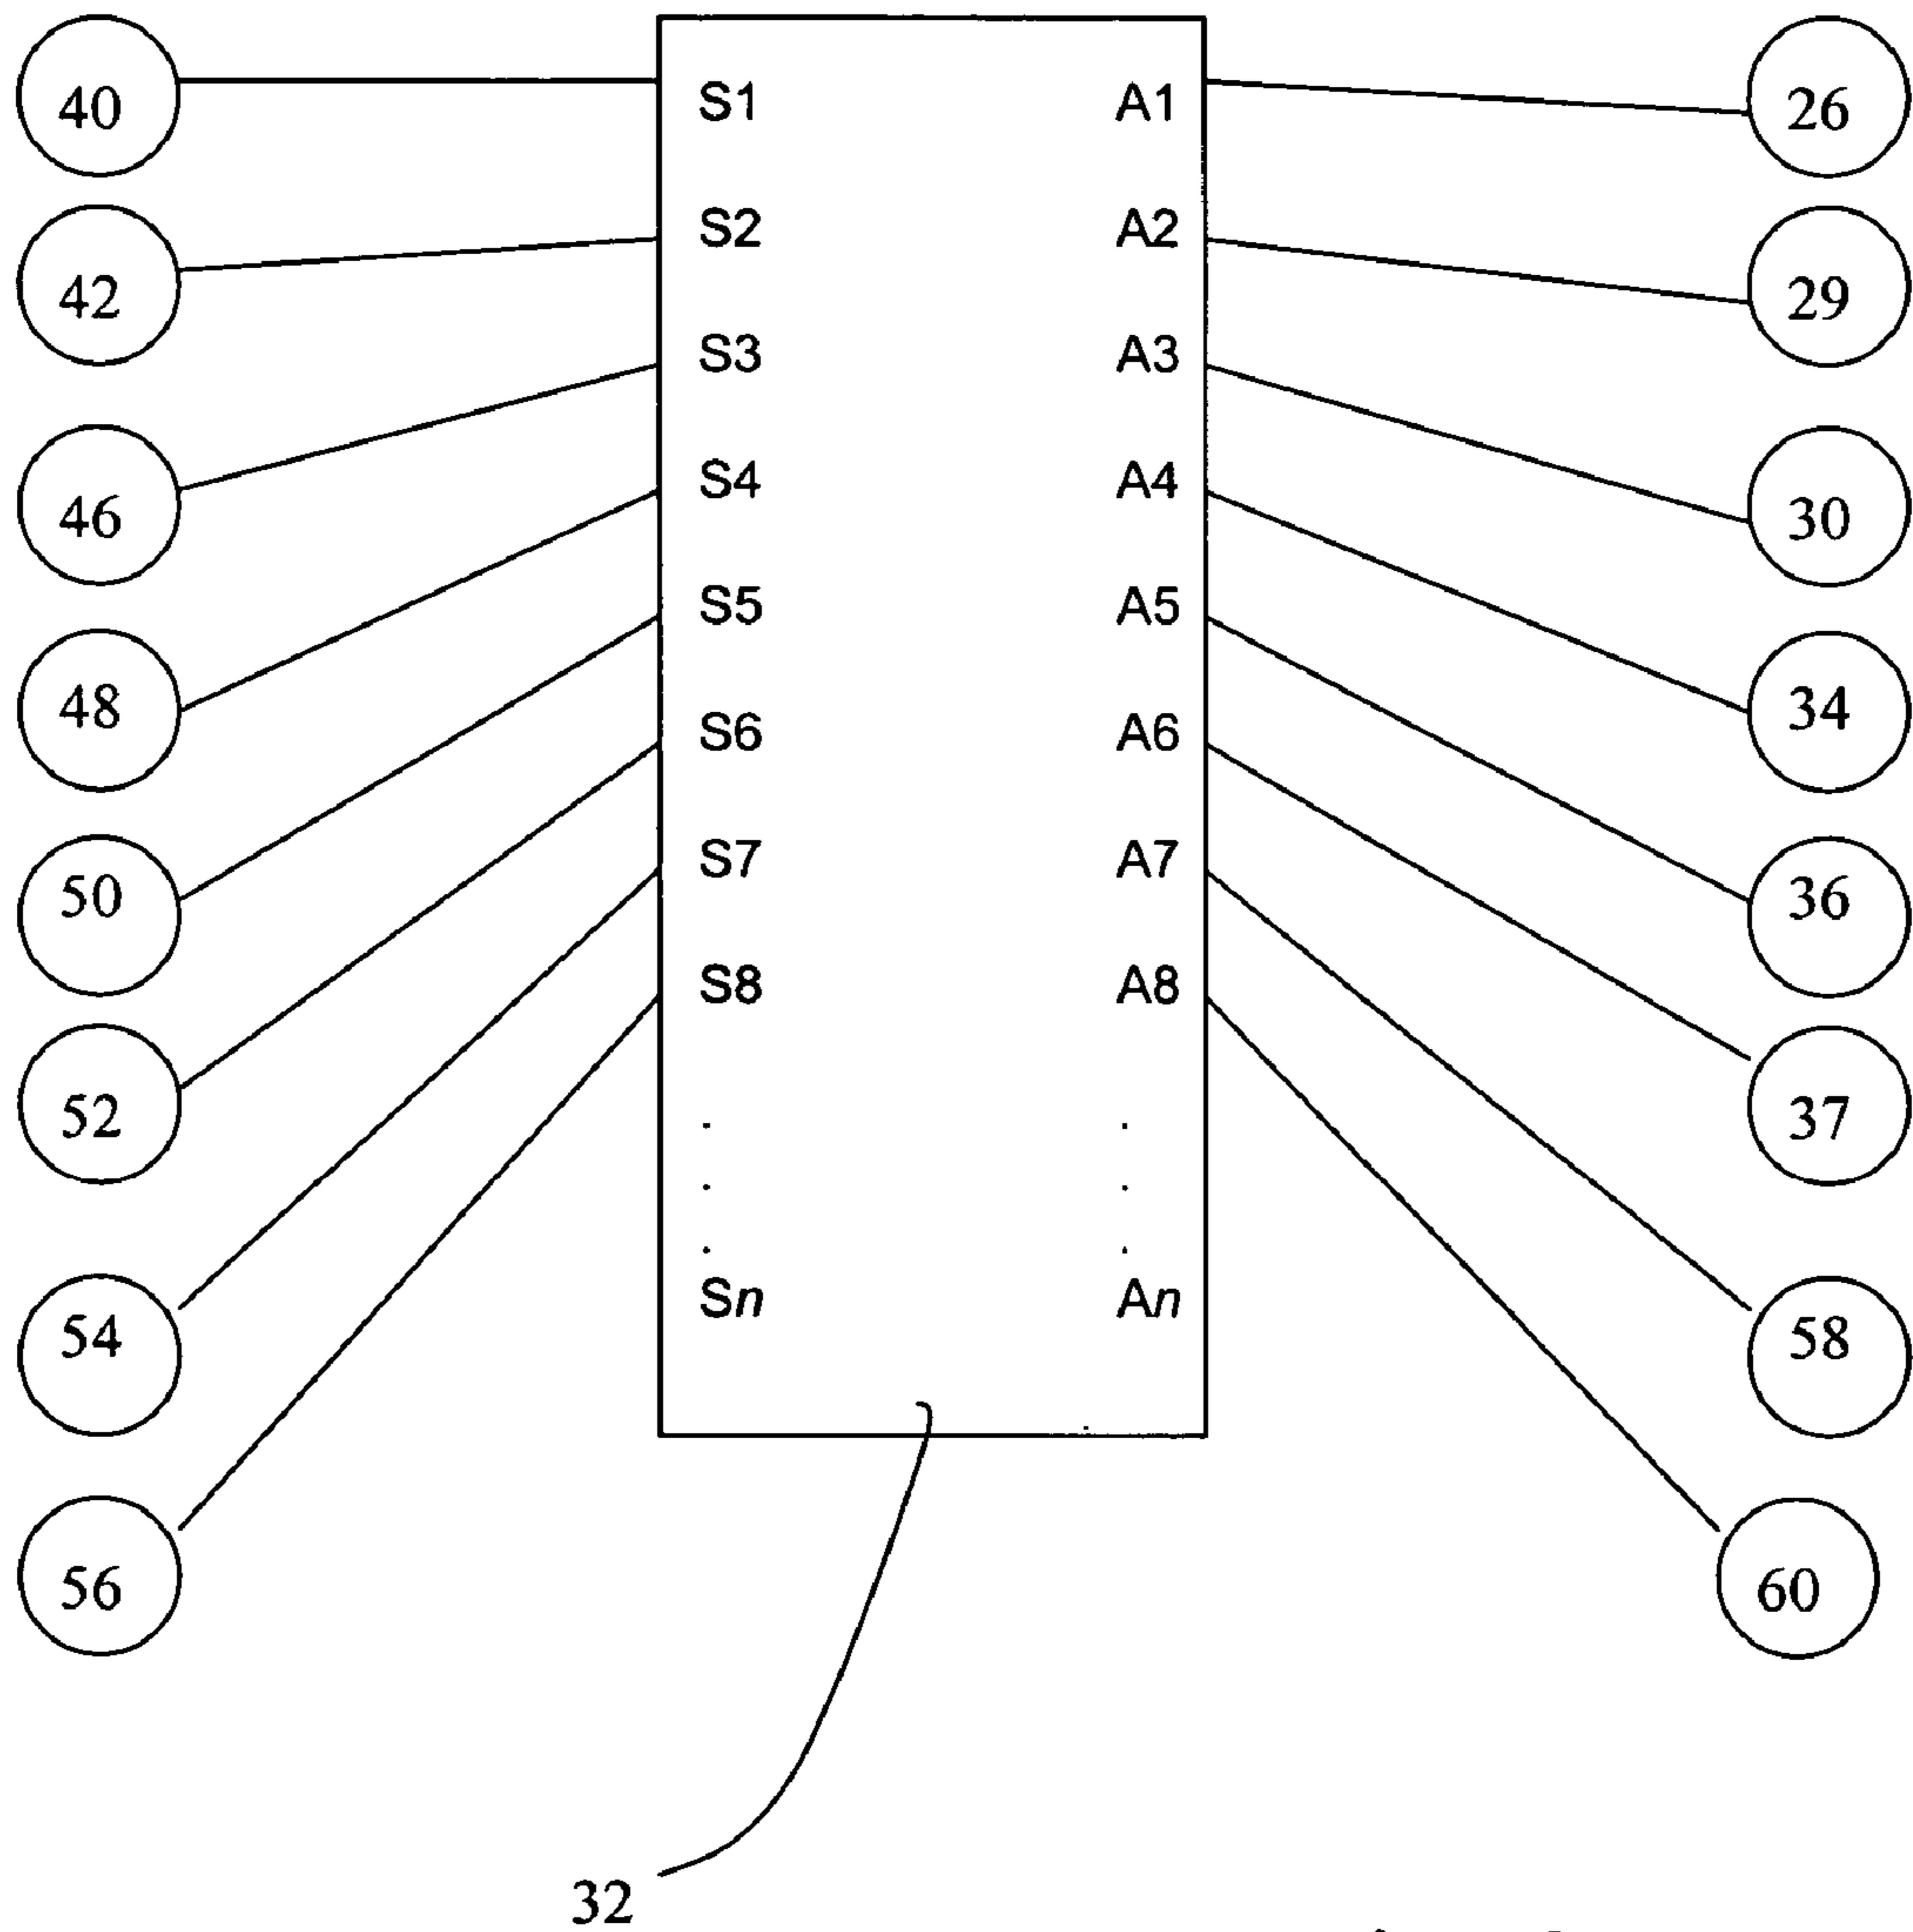 40 S1 A1 26
42 S2 A2 29
S3 A3
46 S4 A4 30
48 S5 A5 34
50 S6 A6 36
S7 A7
52 S8 A8 37
.
.
.
Sn An
54 58
56 60
32